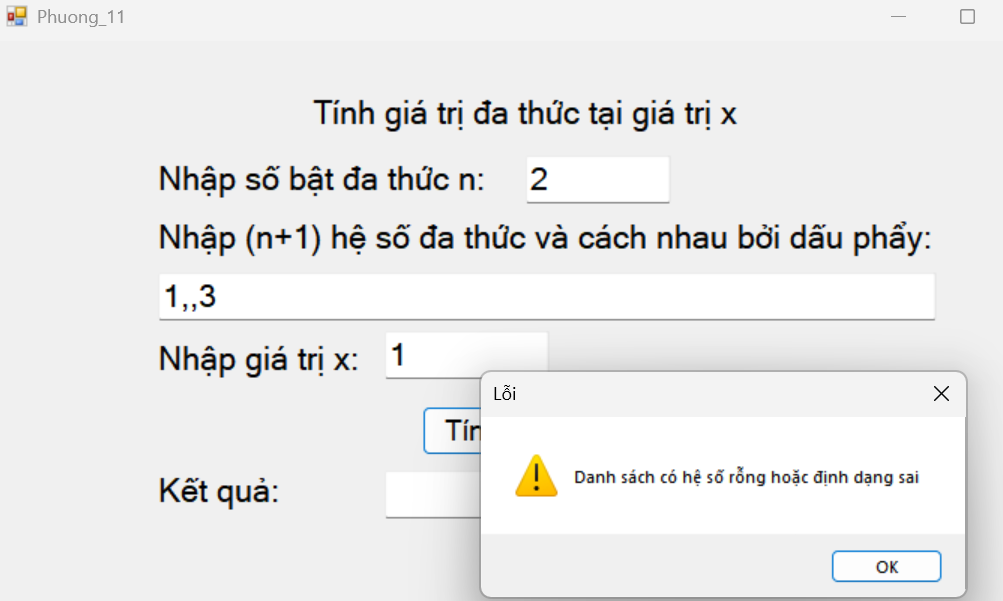 Phuong_11
Tính giá trị đa thức tại giá trị x
Nhập số bật đa thức n: 2
Nhập (n+1) hệ số đa thức và cách nhau bởi dấu phẩy:
1,,3
Nhập giá trị x: 1
Lỗi
Danh sách có hệ số rỗng hoặc định dạng sai
Kết quả:
OK